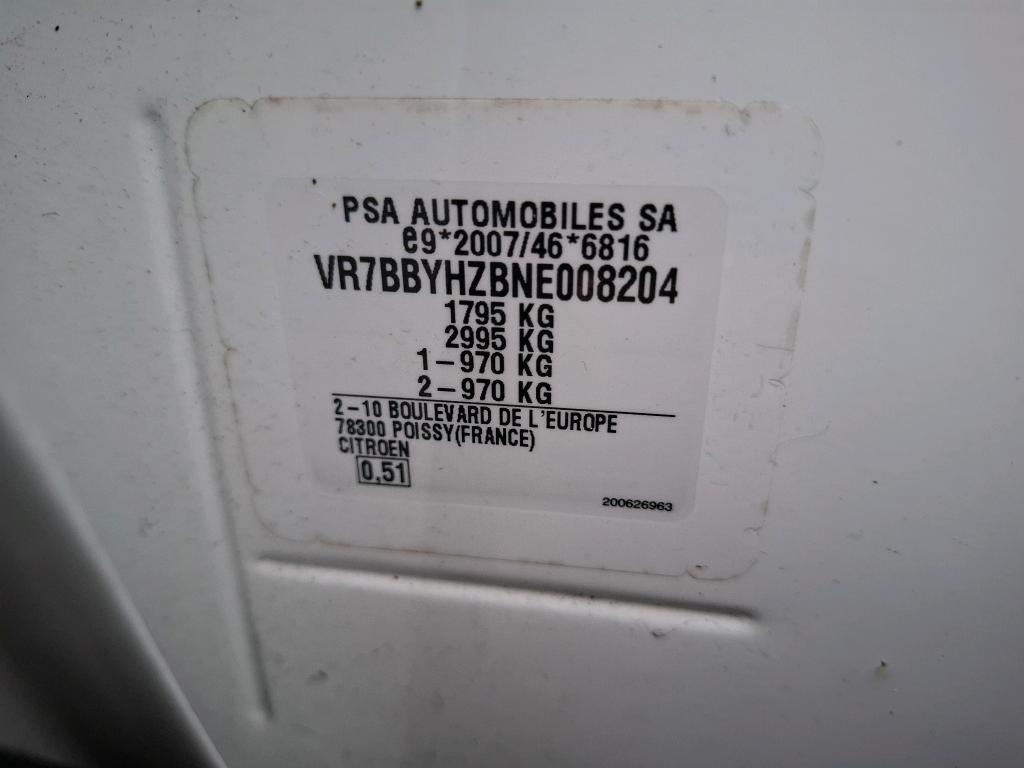 PSA AUTOMOBILES SA
e9*2007/46*6816
VR7BBYHZBNE008204
1795 KG
2995 KG
1-970 KG
2-970 KG
2-10 BOULEVARD DE L'EUROPE
78300 POISSY(FRANCE)
CITROEN
0,51
200626963